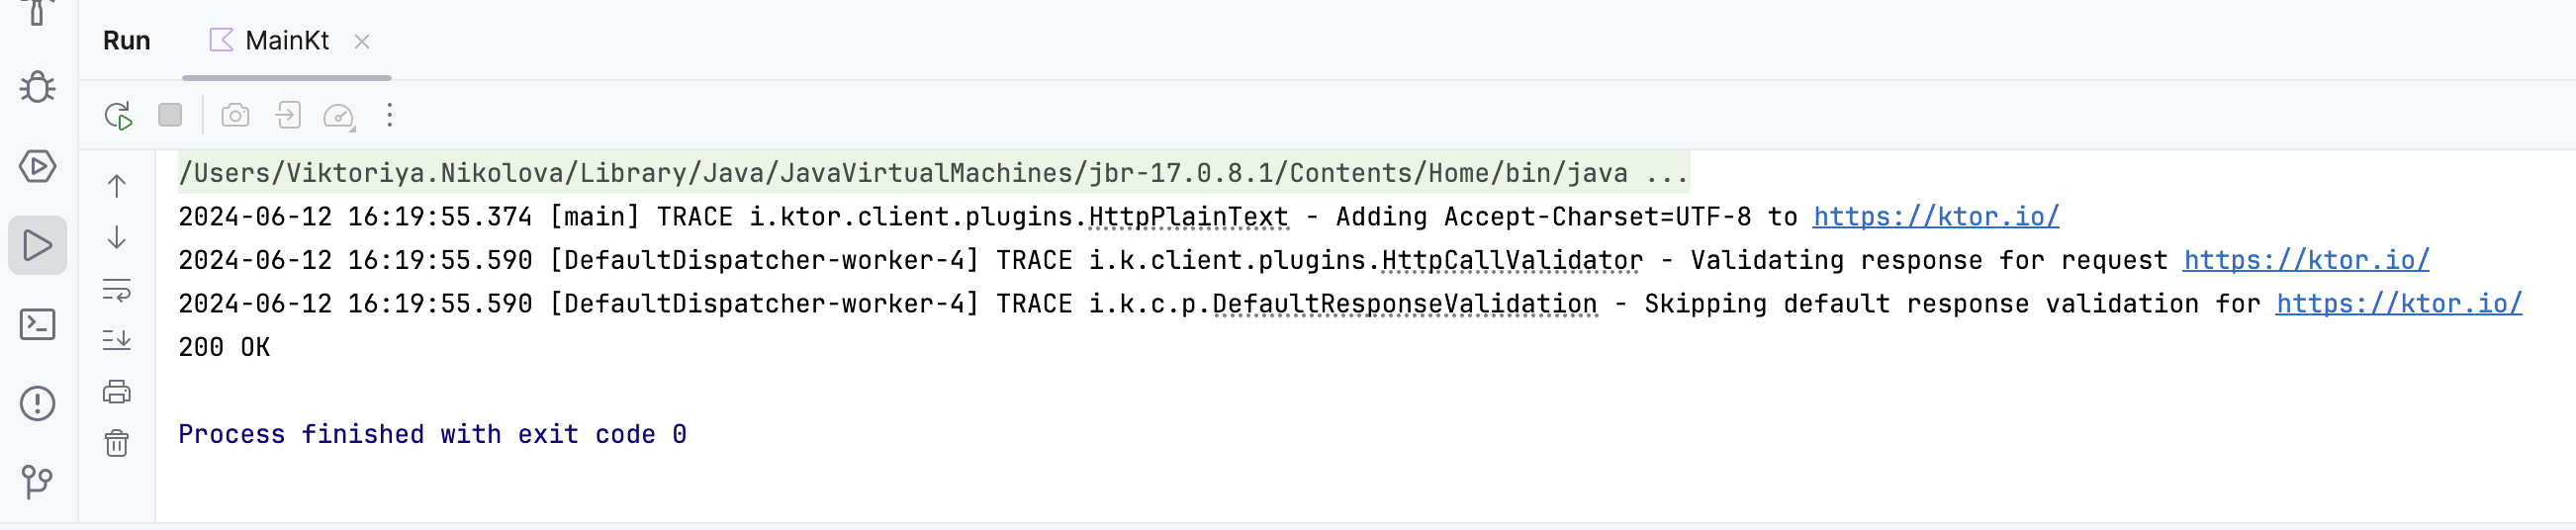 Run MainKt
/Users/Viktoriya.Nikolova/Library/Java/JavaVirtualMachines/jbr-17.0.8.1/Contents/Home/bin/java ...
2024-06-12 16:19:55.374 [main] TRACE i.ktor.client.plugins.HttpPlainText - Adding Accept-Charset=UTF-8 to https://ktor.io/
2024-06-12 16:19:55.590 [DefaultDispatcher-worker-4] TRACE i.k.client.plugins.HttpCallValidator - Validating response for request https://ktor.io/
2024-06-12 16:19:55.590 [DefaultDispatcher-worker-4] TRACE i.k.c.p.DefaultResponseValidation - Skipping default response validation for https://ktor.io/
200 OK
Process finished with exit code 0